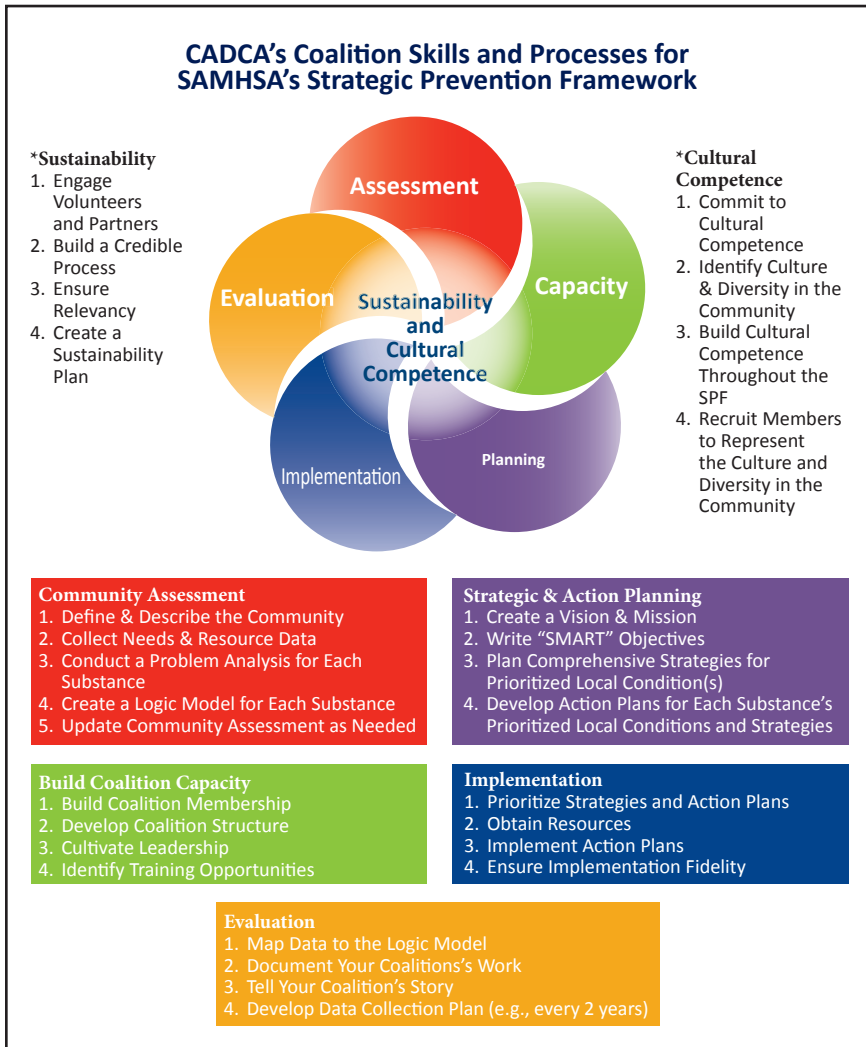 CADCA's Coalition Skills and Processes for
SAMHSA's Strategic Prevention Framework
*Sustainability
1. Engage
Volunteers
and Partners
2. Build a Credible
Process
3. Ensure
Relevancy
4. Create a
Sustainability
Plan
Assessment
Capacity
Planning
Implementation
Evaluation
Sustainability
and
Cultural
Competence
*Cultural
Competence
1. Commit to
Cultural
Competence
2. Identify Culture
& Diversity in the
Community
3. Build Cultural
Competence
Throughout the
SPF
4. Recruit Members
to Represent
the Culture and
Diversity in the
Community
Community Assessment
1. Define & Describe the Community
2. Collect Needs & Resource Data
3. Conduct a Problem Analysis for Each
Substance
4. Create a Logic Model for Each Substance
5. Update Community Assessment as Needed
Strategic & Action Planning
1. Create a Vision & Mission
2. Write “SMART” Objectives
3. Plan Comprehensive Strategies for
Prioritized Local Condition(s)
4. Develop Action Plans for Each Substance’s
Prioritized Local Conditions and Strategies
Build Coalition Capacity
1. Build Coalition Membership
2. Develop Coalition Structure
3. Cultivate Leadership
4. Identify Training Opportunities
Implementation
1. Prioritize Strategies and Action Plans
2. Obtain Resources
3. Implement Action Plans
4. Ensure Implementation Fidelity
Evaluation
1. Map Data to the Logic Model
2. Document Your Coalitions’s Work
3. Tell Your Coalition’s Story
4. Develop Data Collection Plan (e.g., every 2 years)